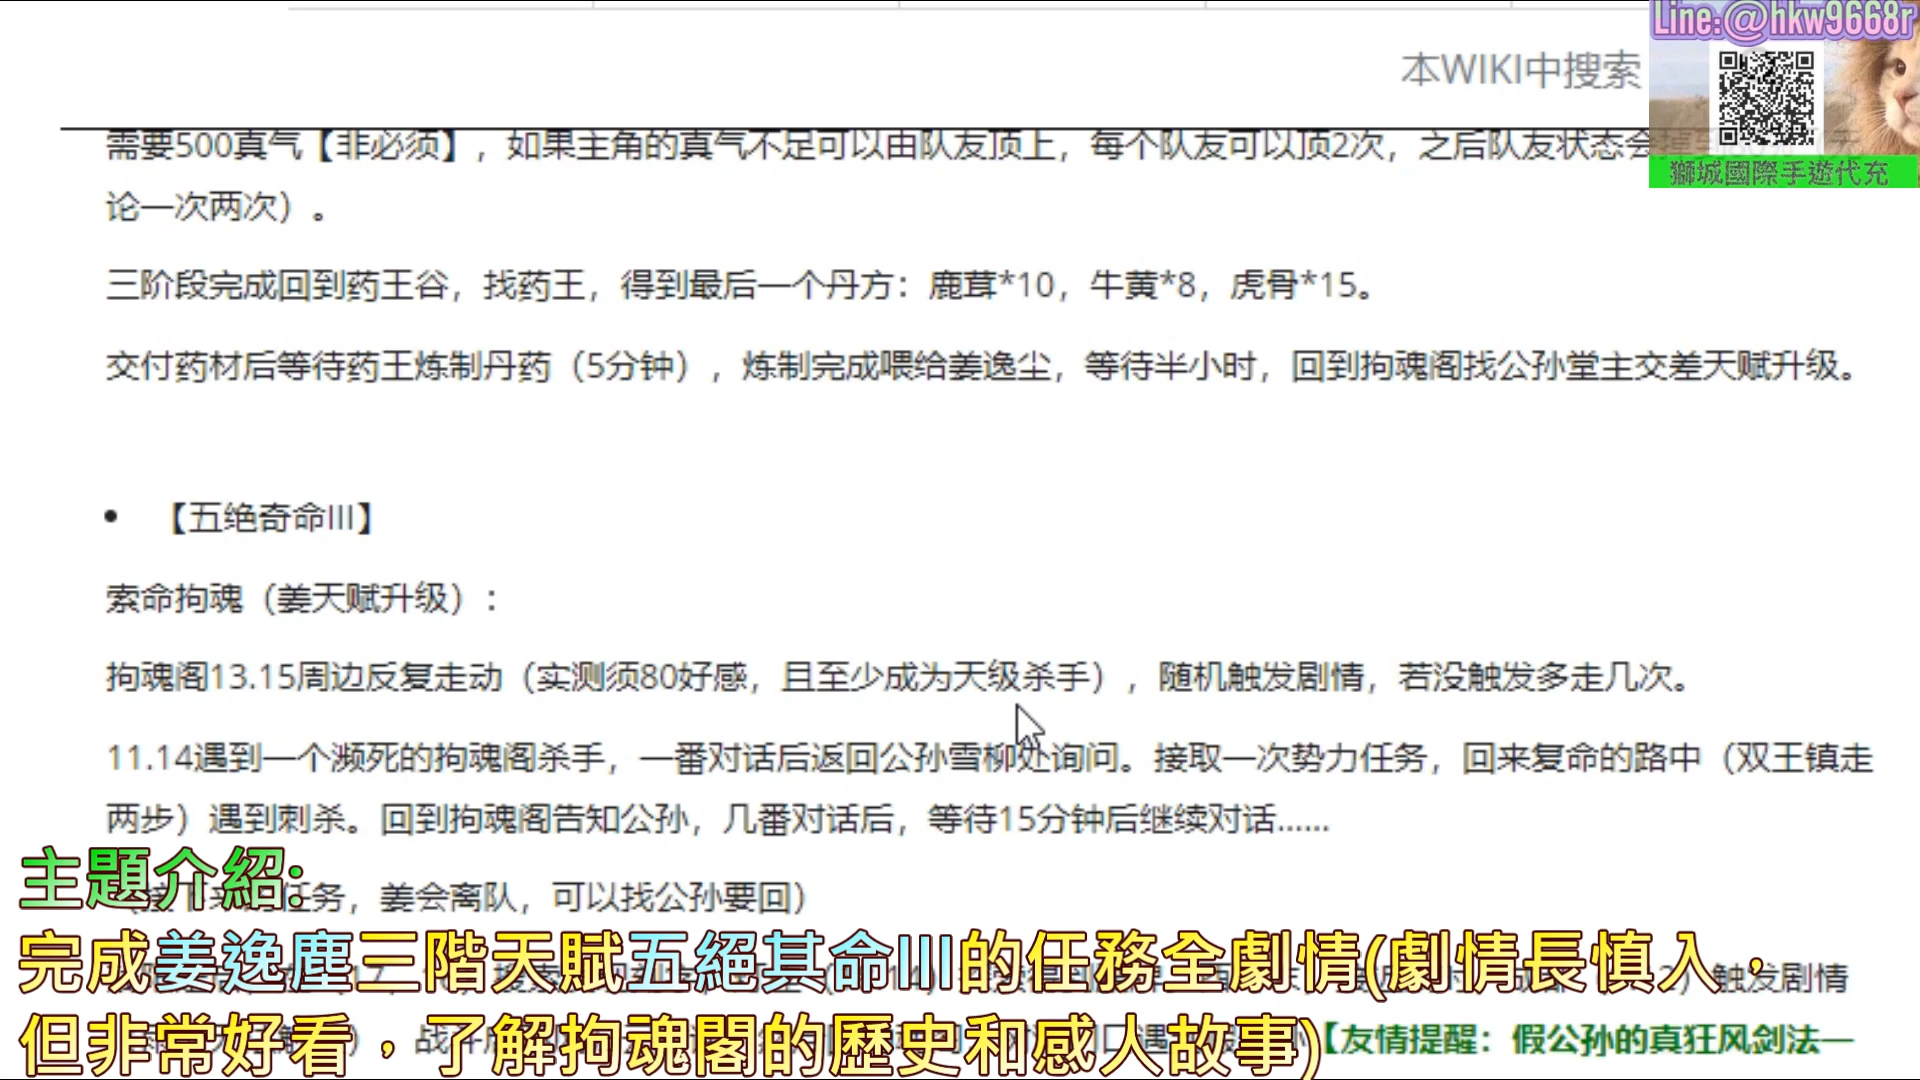 Line:@hkw9668r
本WIKI中搜索
獅城國際手遊代充
需要500真气【非必须】，如果主角的真气不足可以由队友顶上，每个队友可以顶2次，之后队友状态会
论一次两次）。
三阶段完成回到药王谷，找药王，得到最后一个丹方：鹿茸*10，牛黄*8，虎骨*15。
交付药材后等待药王炼制丹药（5分钟），炼制完成喂给姜逸尘，等待半小时，回到拘魂阁找公孙堂主交差天赋升级。
• 【五绝奇命III】
索命拘魂（姜天赋升级）：
拘魂阁13.15周边反复走动（实测须80好感，且至少成为天级杀手），随机触发剧情，若没触发多走几次。
11.14遇到一个濒死的拘魂阁杀手，一番对话后返回公孙雪柳处询问。接取一次势力任务，回来复命的路中（双王镇走
两步）遇到刺杀。回到拘魂阁告知公孙，几番对话后，等待15分钟后继续对话......
主題介紹:
任务，姜会离队，可以找公孙要回）
完成姜逸塵三階天賦五絕其命III的任務全劇情(劇情長慎入，
触发剧情
但非常好看，了解拘魂閣的歷史和感人故事)
【友情提醒：假公孙的真狂风剑法—